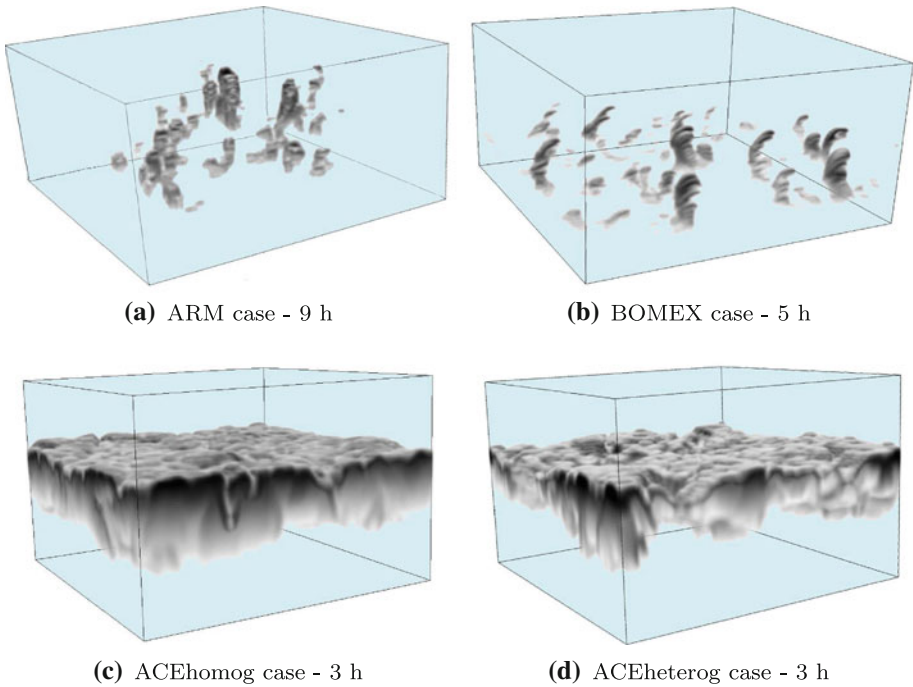 (a) ARM case - 9 h
(b) BOMEX case - 5 h
(c) ACEhomog case - 3 h
(d) ACEheterog case - 3 h